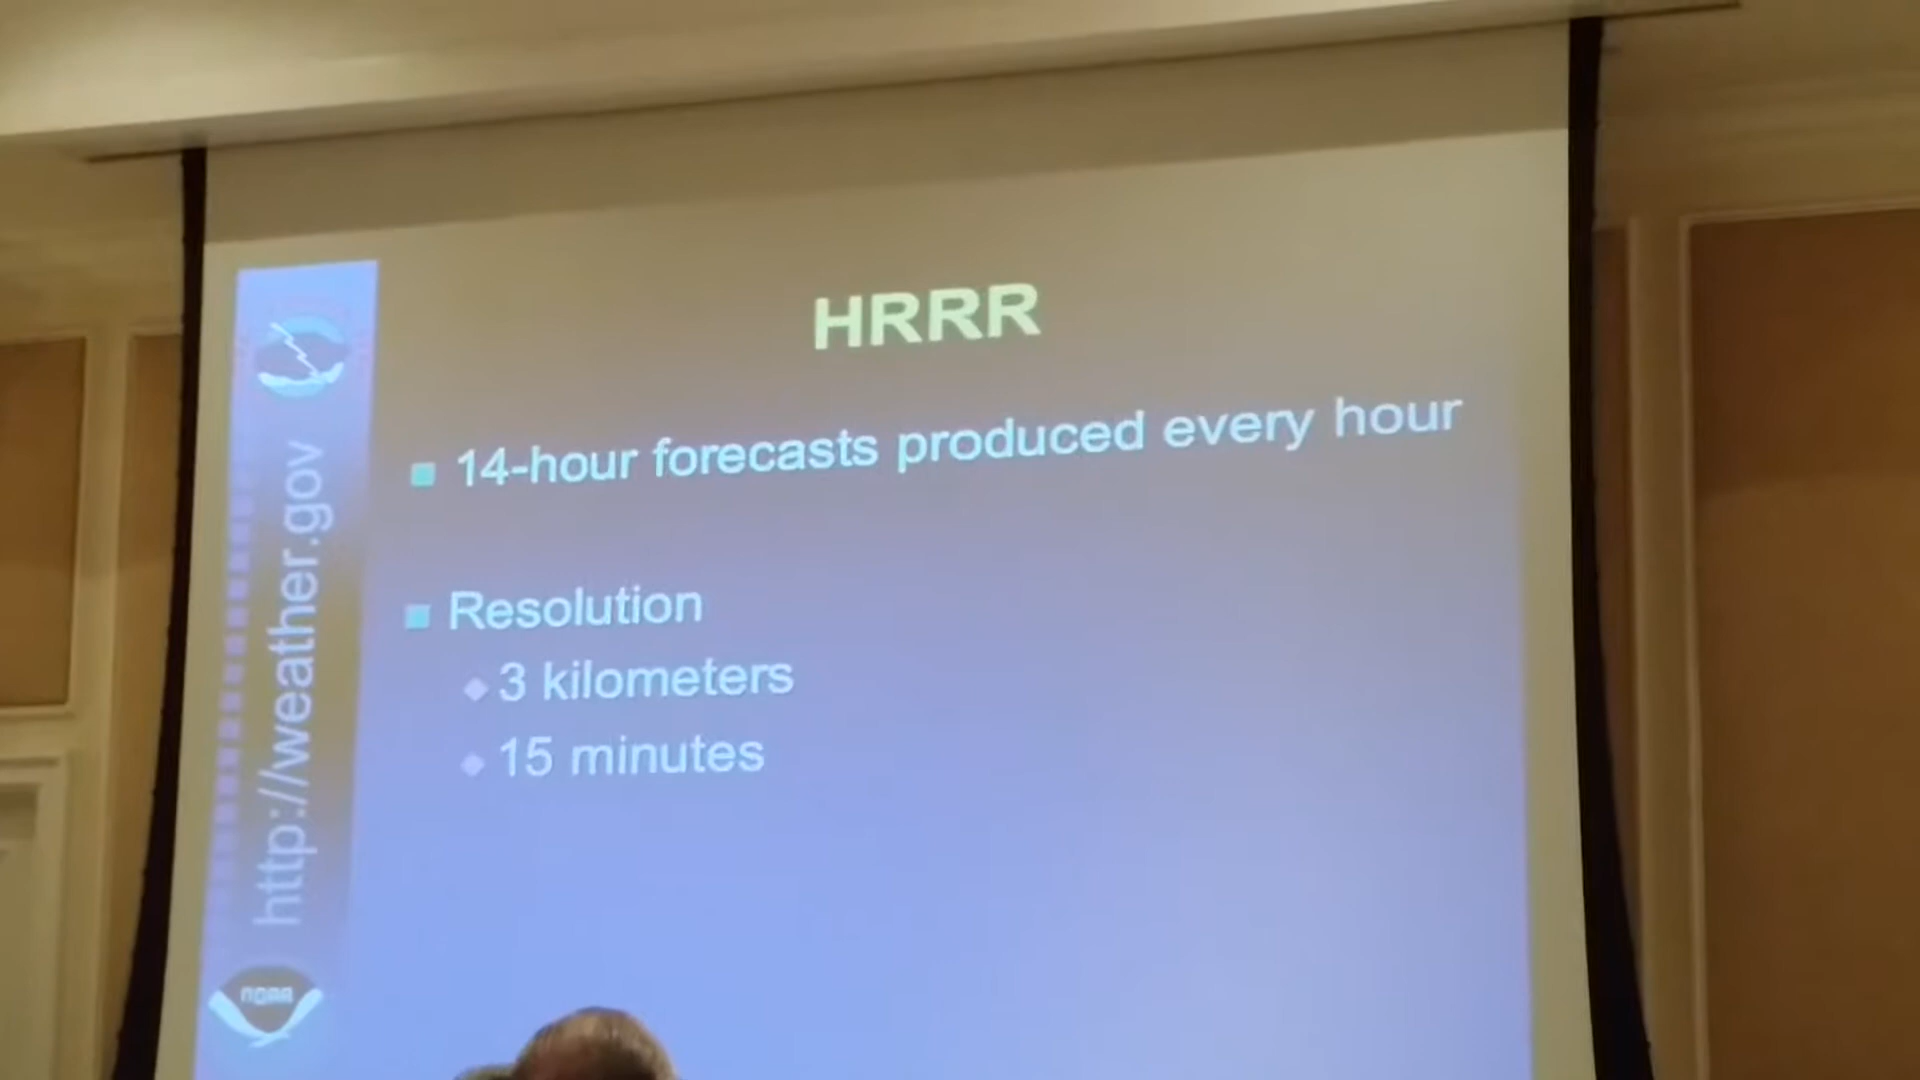 HRRR
14-hour forecasts produced every hour
Resolution
3 kilometers
15 minutes
http://weather.gov
noaa